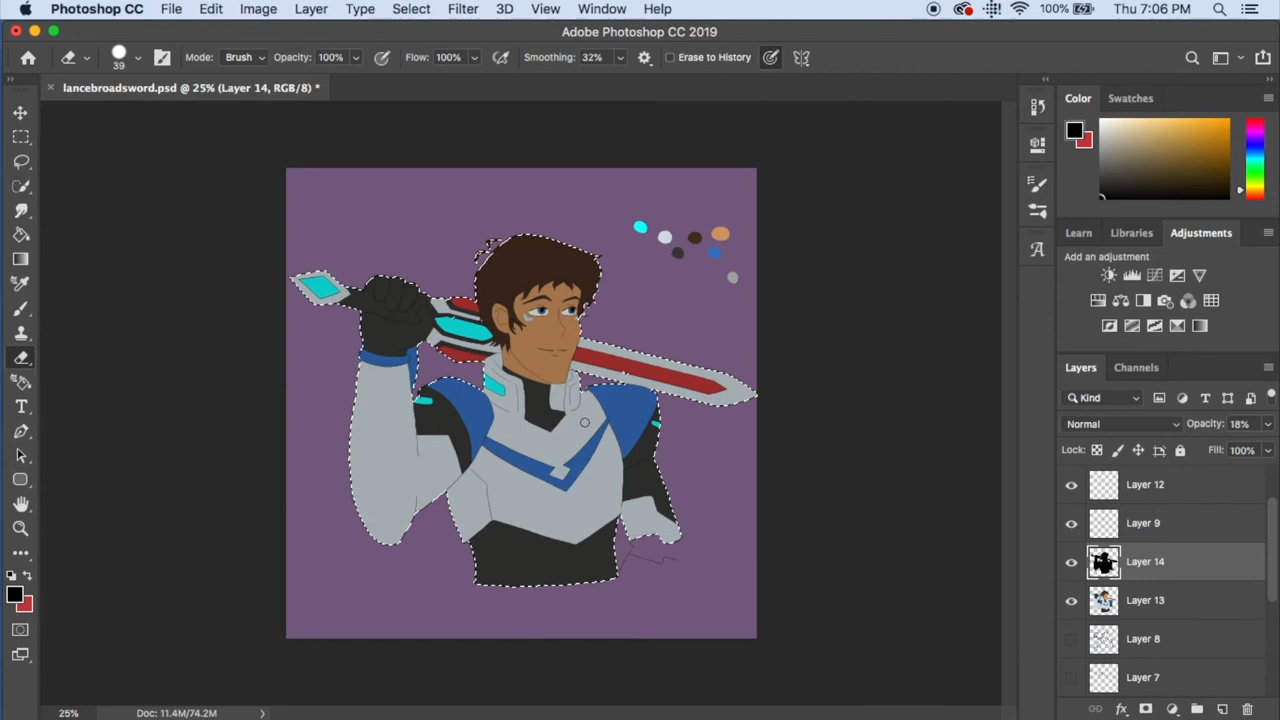 Photoshop CC File Edit Image Layer Type Select Filter 3D View Window Help 100% Thu 7:06 PM
Adobe Photoshop CC 2019
39 Mode: Brush Opacity: 100% Flow: 100% Smoothing: 32% Erase to History
× lancebroadsword.psd @ 25% (Layer 14, RGB/8) *
Color Swatches
Learn Libraries Adjustments
Add an adjustment
Layers Channels
Kind
Normal Opacity: 18%
Lock: Fill: 100%
Layer 12
Layer 9
Layer 14
Layer 13
Layer 8
Layer 7
25% Doc: 11.4M/74.2M